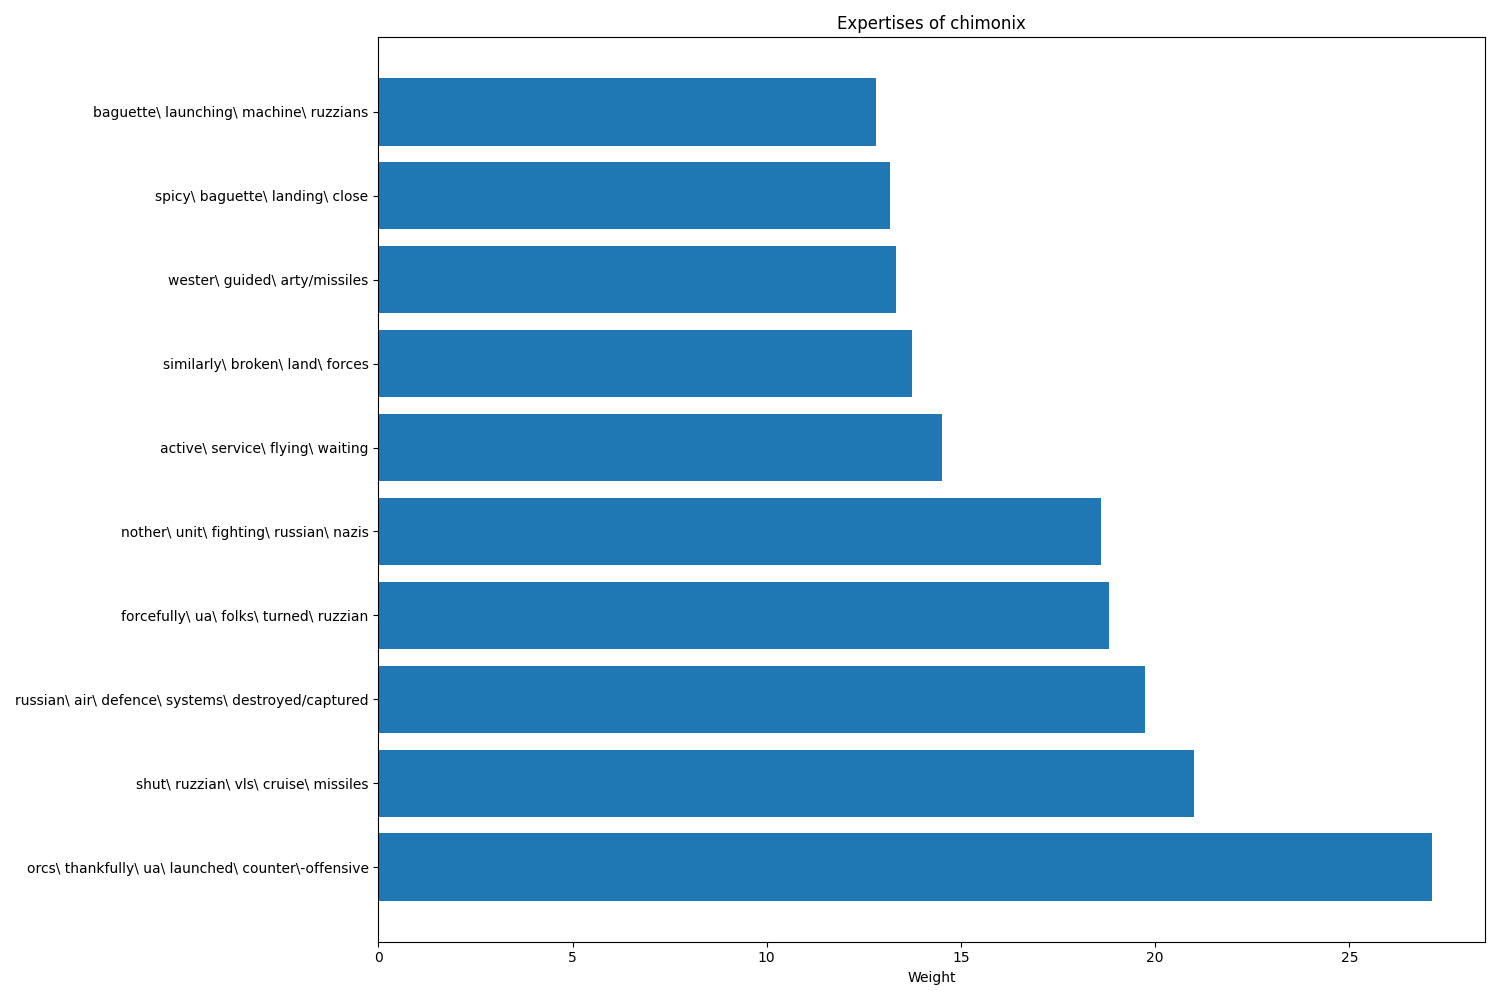 Expertises of chimonix
baguette\ launching\ machine\ ruzzians
spicy\ baguette\ landing\ close
wester\ guided\ arty/missiles
similarly\ broken\ land\ forces
active\ service\ flying\ waiting
nother\ unit\ fighting\ russian\ nazis
forcefully\ ua\ folks\ turned\ ruzzian
russian\ air\ defence\ systems\ destroyed/captured
shut\ ruzzian\ vls\ cruise\ missiles
orcs\ thankfully\ ua\ launched\ counter\-offensive
0 5 10 15 20 25
Weight